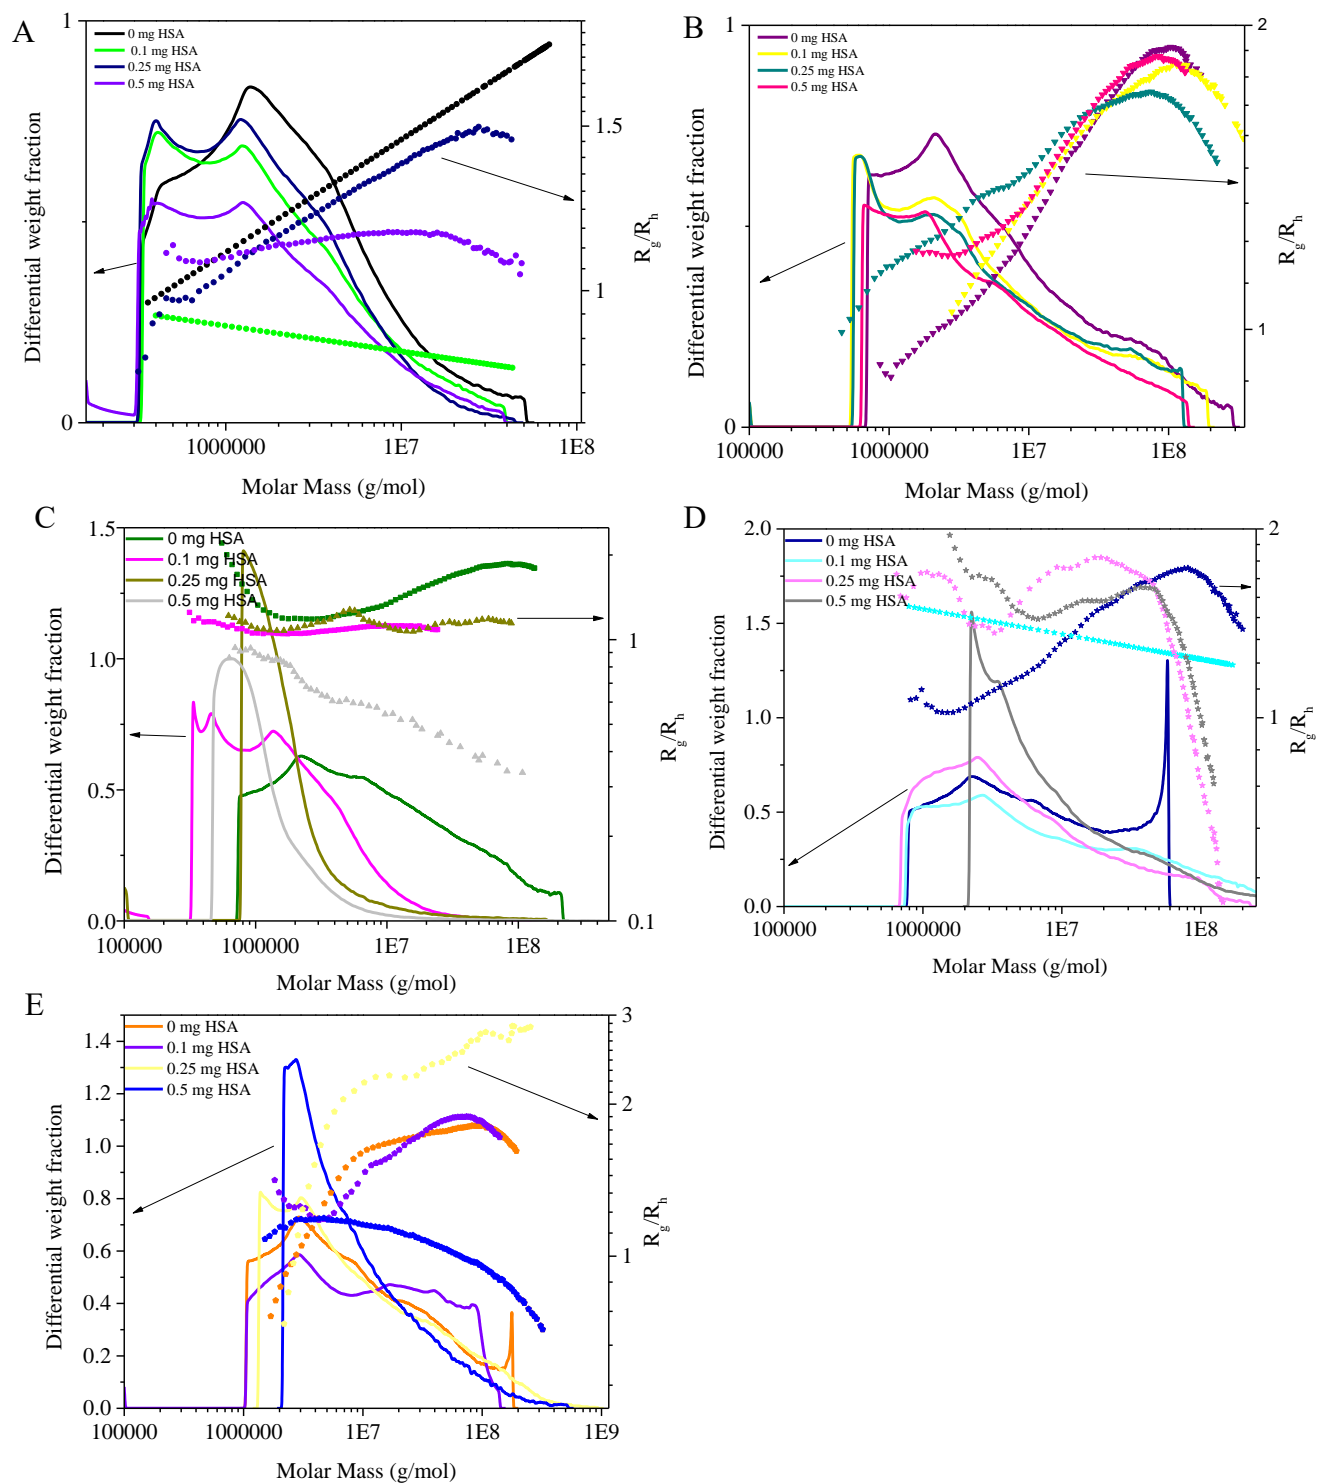 A
0 mg HSA
0.1 mg HSA
0.25 mg HSA
0.5 mg HSA
1
0
Differential weight fraction
1.5
1
Rg/Rh
1000000
1E7
1E8
Molar Mass (g/mol)
B
0 mg HSA
0.1 mg HSA
0.25 mg HSA
0.5 mg HSA
1
0
Differential weight fraction
2
1
Rg/Rh
100000
1000000
1E7
1E8
Molar Mass (g/mol)
C
0 mg HSA
0.1 mg HSA
0.25 mg HSA
0.5 mg HSA
1.5
1.0
0.5
0.0
Differential weight fraction
1
0.1
Rg/Rh
100000
1000000
1E7
1E8
Molar Mass (g/mol)
D
0 mg HSA
0.1 mg HSA
0.25 mg HSA
0.5 mg HSA
2.0
1.5
1.0
0.5
0.0
Differential weight fraction
2
1
Rg/Rh
100000
1000000
1E7
1E8
Molar Mass (g/mol)
E
0 mg HSA
0.1 mg HSA
0.25 mg HSA
0.5 mg HSA
1.4
1.2
1.0
0.8
0.6
0.4
0.2
0.0
Differential weight fraction
3
2
1
Rg/Rh
100000
1000000
1E7
1E8
1E9
Molar Mass (g/mol)